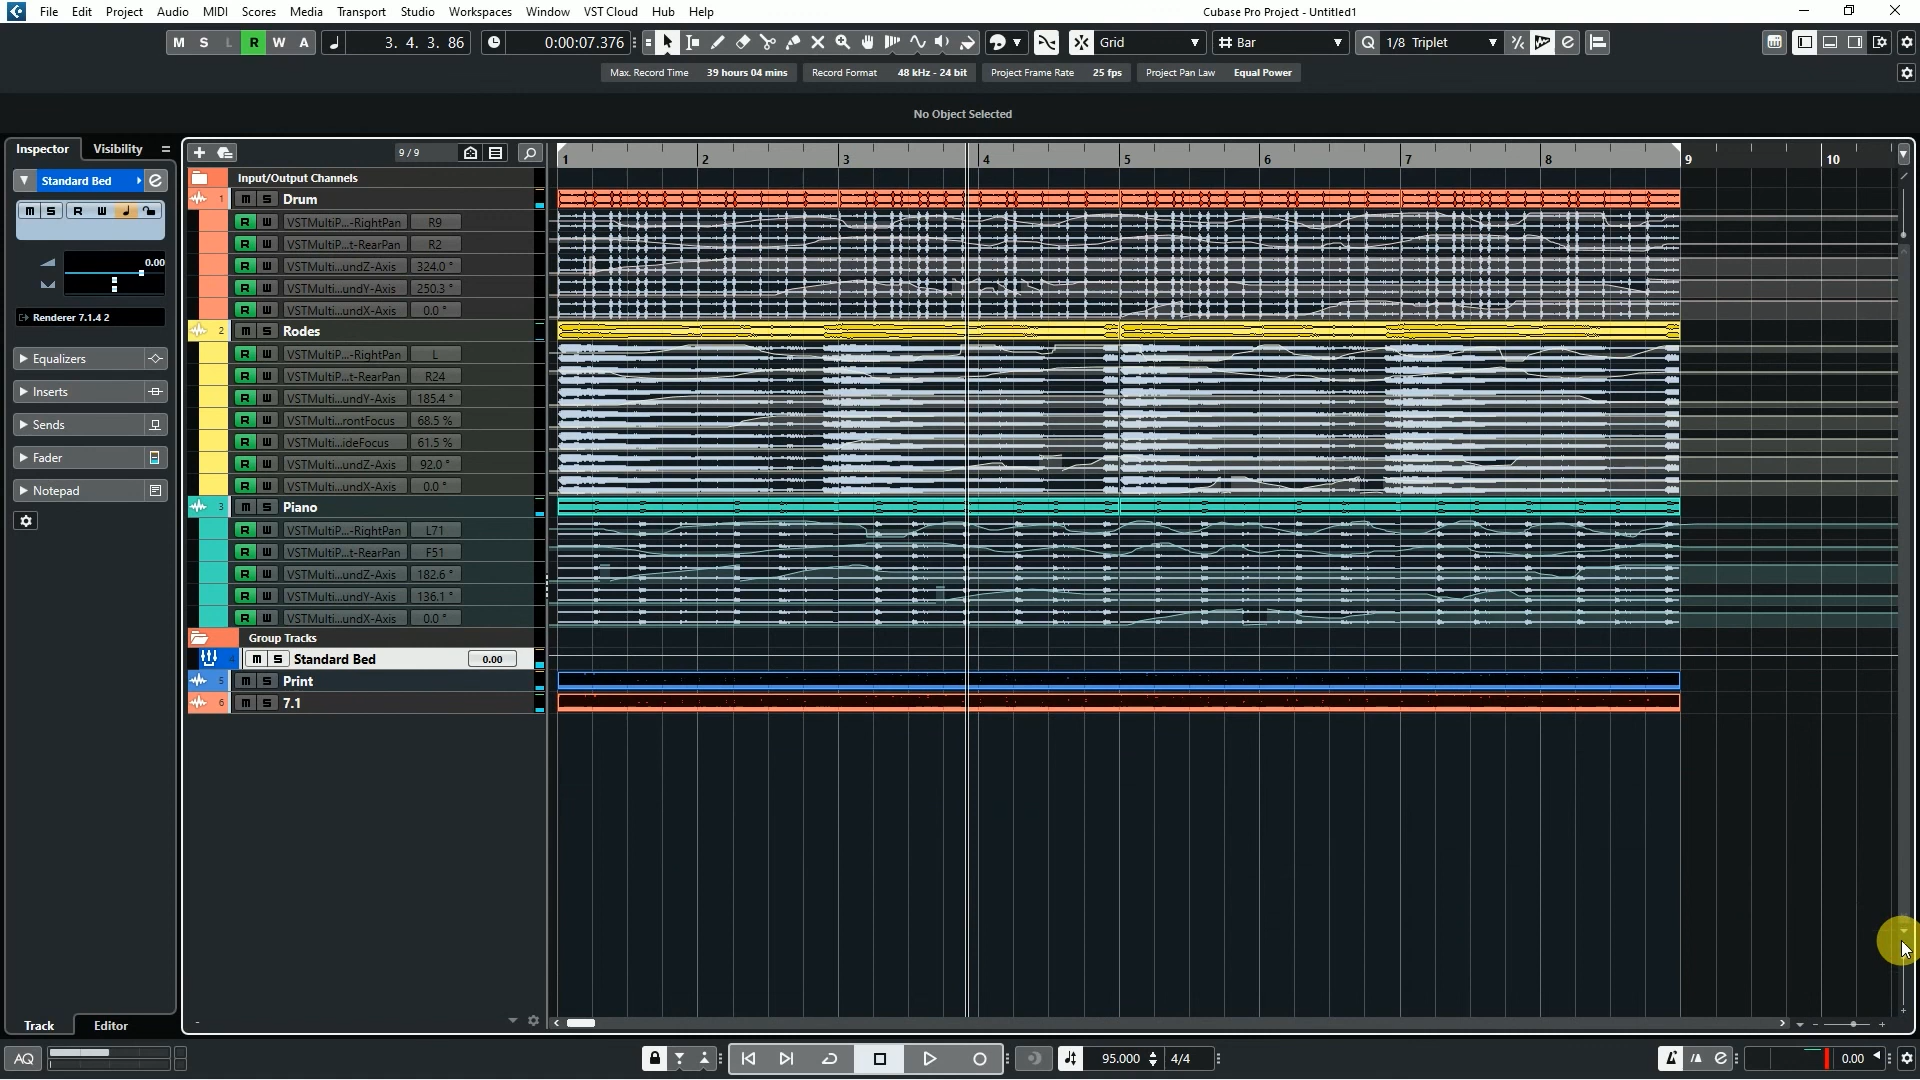 File Edit Project Audio MIDI Scores Media Transport Studio Workspaces Window VST Cloud Hub Help Cubase Pro Project - Untitled1
M S L R W A 3. 4. 3. 86 0:00:07.376 Grid Bar Q 1/8 Triplet
Max. Record Time 39 hours 04 mins Record Format 48 kHz - 24 bit Project Frame Rate 25 fps Project Pan Law Equal Power
No Object Selected
Inspector Visibility 9 / 9 1 2 3 4 5 6 7 8 9 10
Standard Bed
M S R W
0.00
Renderer 7.1.4 2
Equalizers
Inserts
Sends
Fader
Notepad
Track Editor
Input/Output Channels
1 M S Drum
R W VSTMultiP...-RightPan R9
R W VSTMultiP...t-RearPan R2
R W VSTMulti...undZ-Axis 324.0 °
R W VSTMulti...undY-Axis 250.3 °
R W VSTMulti...undX-Axis 0.0 °
2 M S Rodes
R W VSTMultiP...-RightPan L
R W VSTMultiP...t-RearPan R24
R W VSTMulti...undY-Axis 185.4 °
R W VSTMulti...rontFocus 68.5 %
R W VSTMulti...ideFocus 61.5 %
R W VSTMulti...undZ-Axis 92.0 °
R W VSTMulti...undX-Axis 0.0 °
3 M S Piano
R W VSTMultiP...-RightPan L71
R W VSTMultiP...t-RearPan F51
R W VSTMulti...undZ-Axis 182.6 °
R W VSTMulti...undY-Axis 136.1 °
R W VSTMulti...undX-Axis 0.0 °
Group Tracks
4 M S Standard Bed 0.00
5 M S Print
6 M S 7.1
AQ 95.000 4/4 0.00